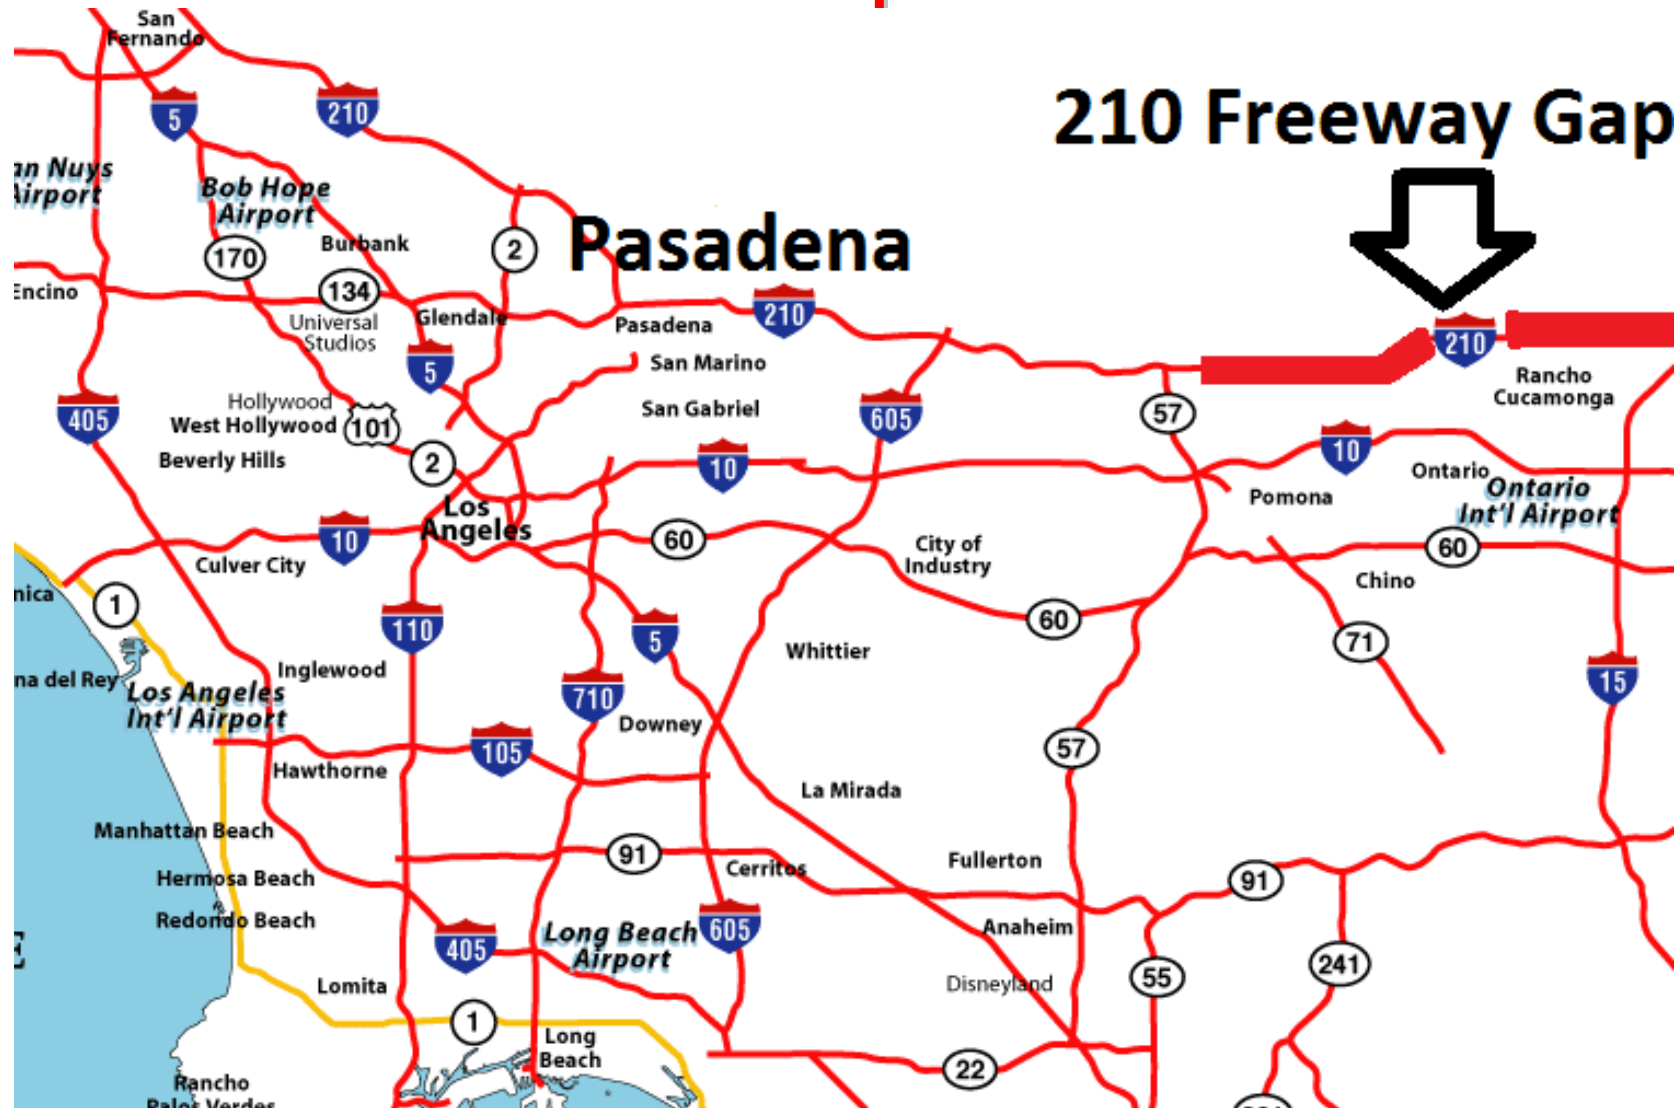 San
Fernando
5
210
210 Freeway Gap
an Nuys
Airport
Bob Hope
Airport
170
Burbank
2
Pasadena
Encino
134
Universal
Studios
Glendale
Pasadena
210
210
5
San Marino
Rancho
Cucamonga
405
Hollywood
West Hollywood
101
San Gabriel
605
57
Beverly Hills
2
10
10
Ontario
Pomona
Ontario
Int'l Airport
Los
Angeles
10
60
City of
Industry
60
Culver City
Chino
nica
1
110
5
60
71
Whittier
Inglewood
na del Rey
Los Angeles
Int'l Airport
710
15
Downey
105
57
Hawthorne
La Mirada
Manhattan Beach
91
Cerritos
Fullerton
91
Hermosa Beach
Redondo Beach
605
Anaheim
405
Long Beach
Airport
E
241
55
Lomita
Disneyland
1
Long
Beach
22
Rancho
Palos Verdes